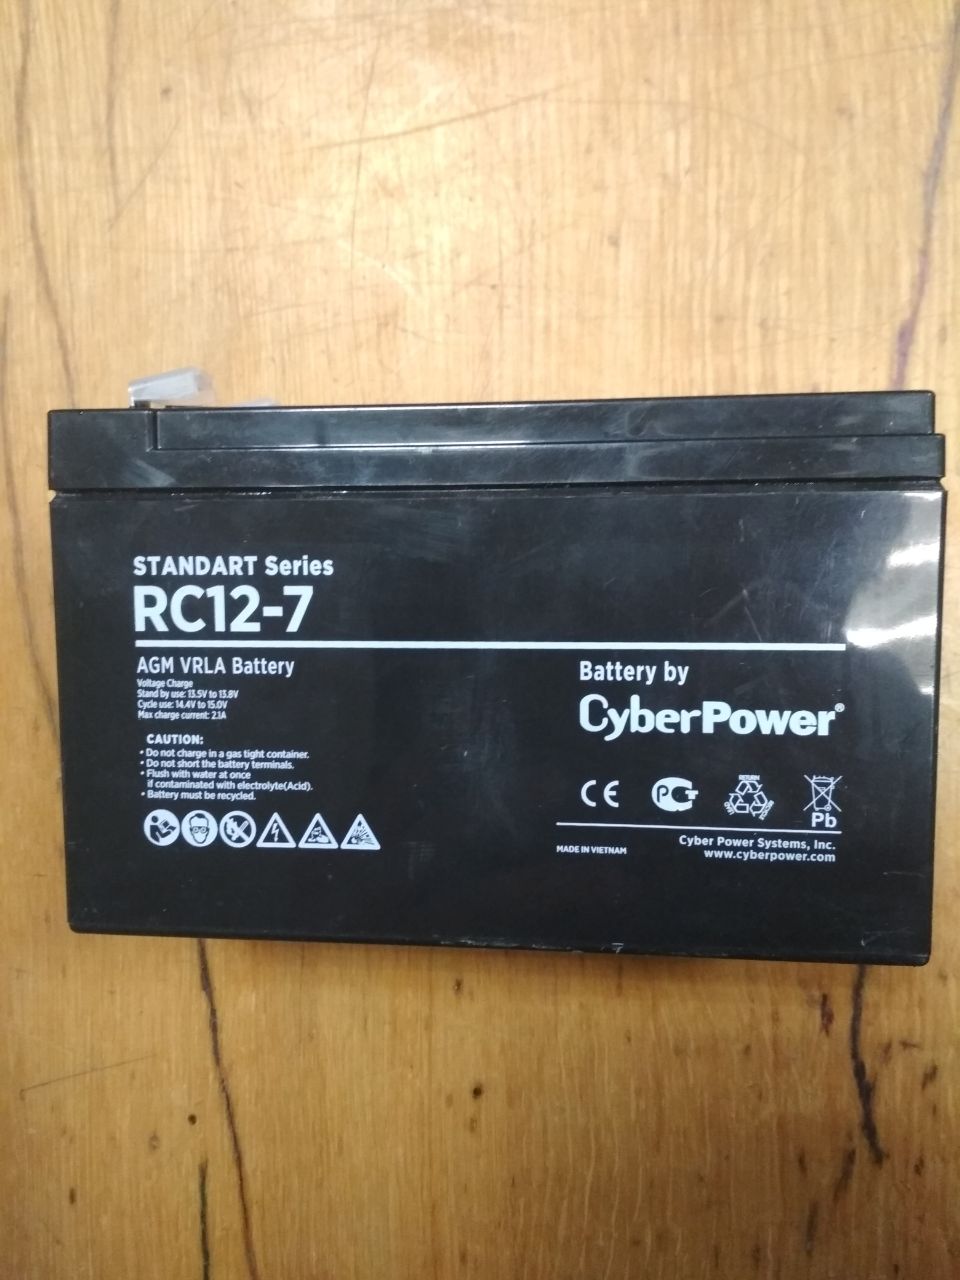 STANDART Series
RC12-7
AGM VRLA Battery
Voltage Charge
Stand by use: 13.5V to 13.8V
Cycle use: 14.4V to 15.0V
Max charge current: 2.1A
CAUTION:
• Do not charge in a gas tight container.
• Do not short the battery terminals.
• Flush with water at once
if contaminated with electrolyte(Acid).
• Battery must be recycled.
Battery by
CyberPower®
CE
РСТ
RETURN
Pb
MADE IN VIETNAM
Cyber Power Systems, Inc.
www.cyberpower.com